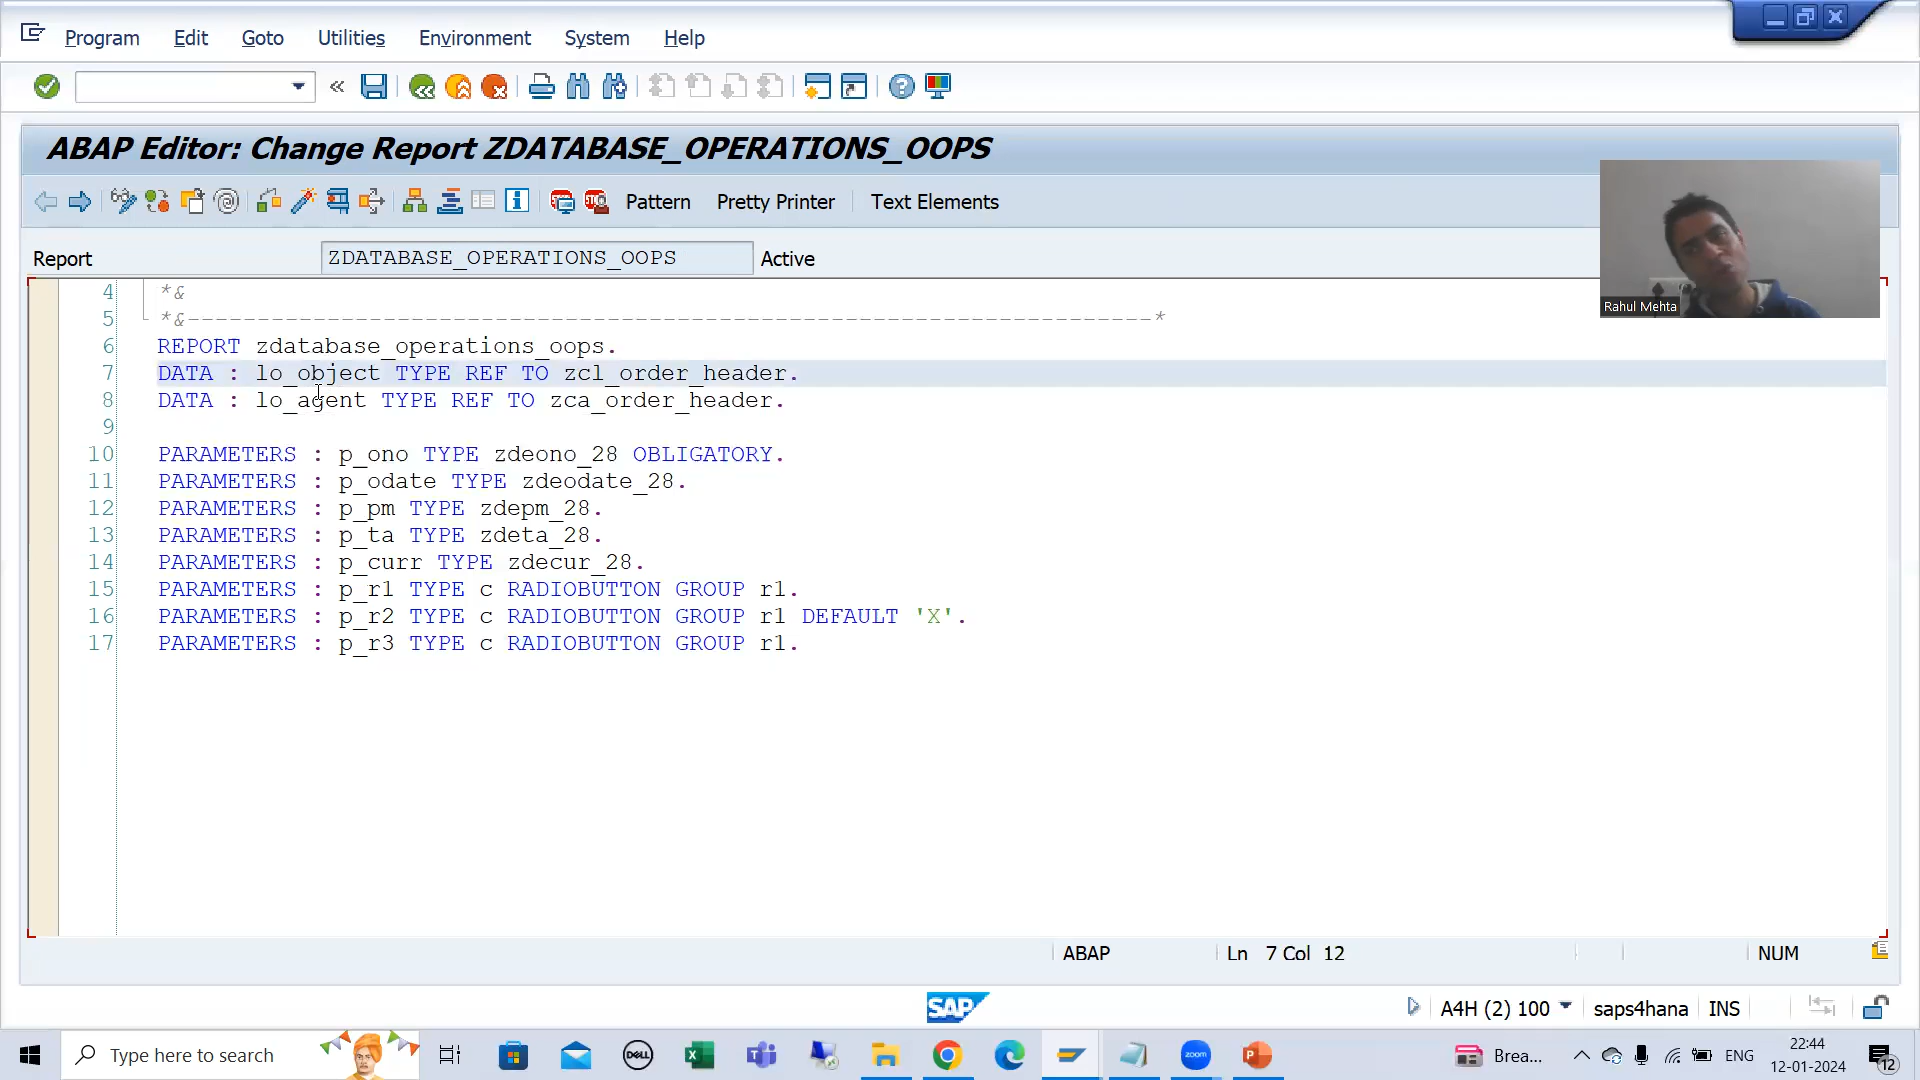 Program Edit Goto Utilities Environment System Help
ABAP Editor: Change Report ZDATABASE_OPERATIONS_OOPS
Pattern Pretty Printer Text Elements
Report ZDATABASE_OPERATIONS_OOPS Active
Rahul Mehta
4 *&
5 *&---------------------------------------------------------------------*
6 REPORT zdatabase_operations_oops.
7 DATA : lo_object TYPE REF TO zcl_order_header.
8 DATA : lo_agent TYPE REF TO zca_order_header.
9
10 PARAMETERS : p_ono TYPE zdeono_28 OBLIGATORY.
11 PARAMETERS : p_odate TYPE zdeodate_28.
12 PARAMETERS : p_pm TYPE zdepm_28.
13 PARAMETERS : p_ta TYPE zdeta_28.
14 PARAMETERS : p_curr TYPE zdecur_28.
15 PARAMETERS : p_r1 TYPE c RADIOBUTTON GROUP r1.
16 PARAMETERS : p_r2 TYPE c RADIOBUTTON GROUP r1 DEFAULT 'X'.
17 PARAMETERS : p_r3 TYPE c RADIOBUTTON GROUP r1.
ABAP Ln 7 Col 12 NUM
SAP A4H (2) 100 saps4hana INS
Type here to search DELL zoom Brea... ENG 22:44
12-01-2024 12